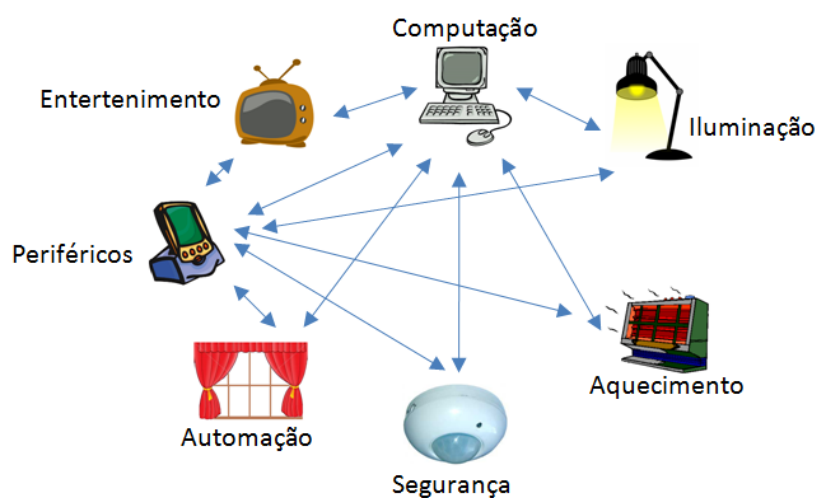 Computação
Entertenimento
Iluminação
Periféricos
Aquecimento
Automação
Segurança